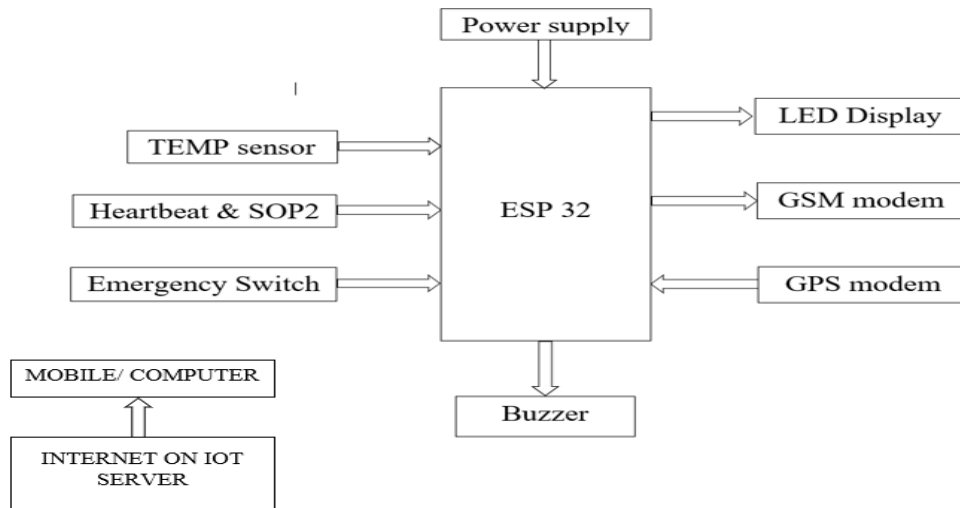 Power supply
TEMP sensor
Heartbeat & SOP2
Emergency Switch
ESP 32
LED Display
GSM modem
GPS modem
Buzzer
MOBILE/ COMPUTER
INTERNET ON IOT
SERVER